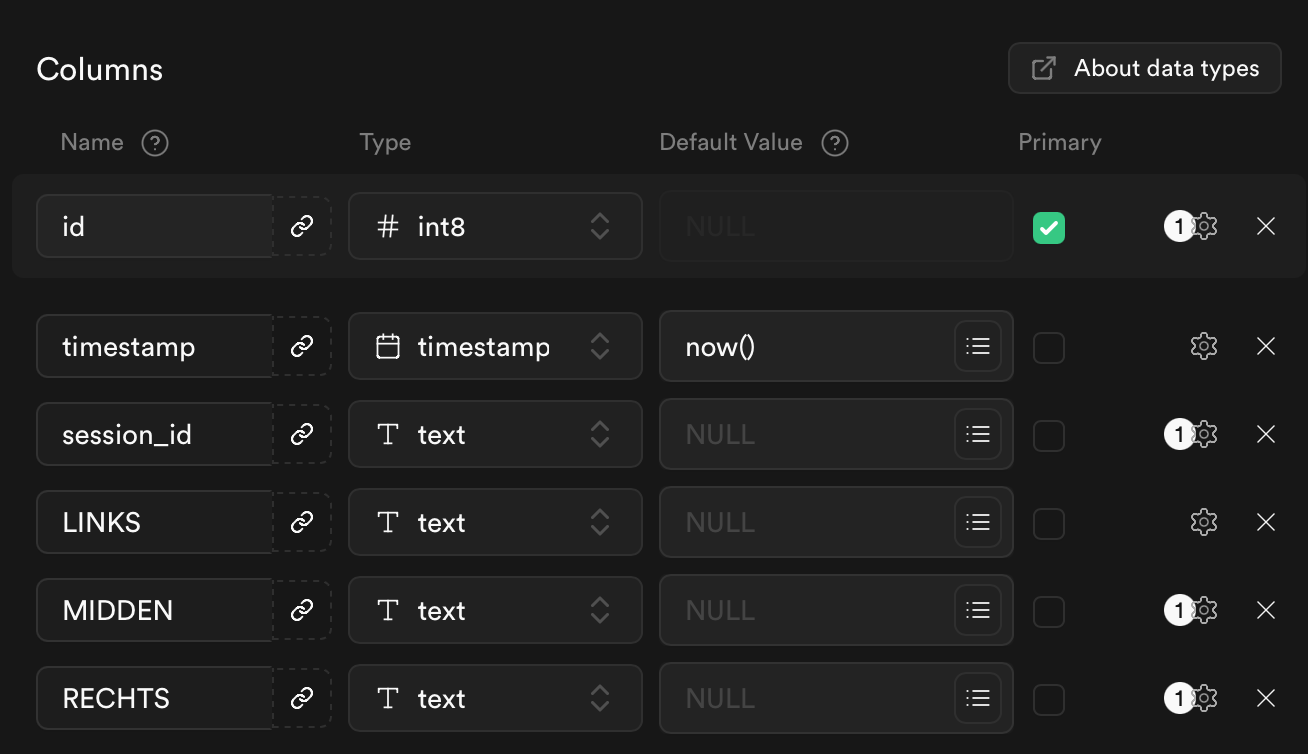 Columns
About data types
Name ? Type Default Value ? Primary
id # int8 NULL 1
timestamp timestamp now()
session_id text NULL 1
LINKS text NULL
MIDDEN text NULL 1
RECHTS text NULL 1